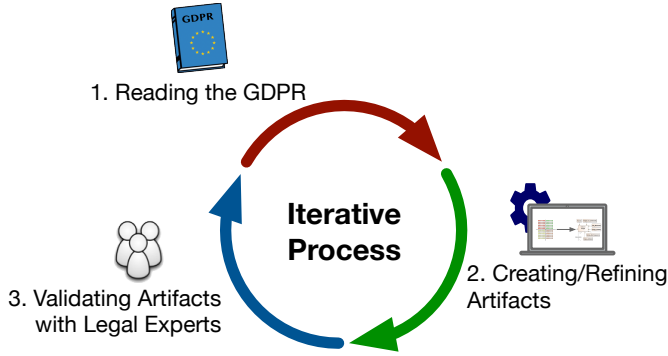 GDPR
1. Reading the GDPR
Iterative
Process
2. Creating/Refining
Artifacts
3. Validating Artifacts
with Legal Experts